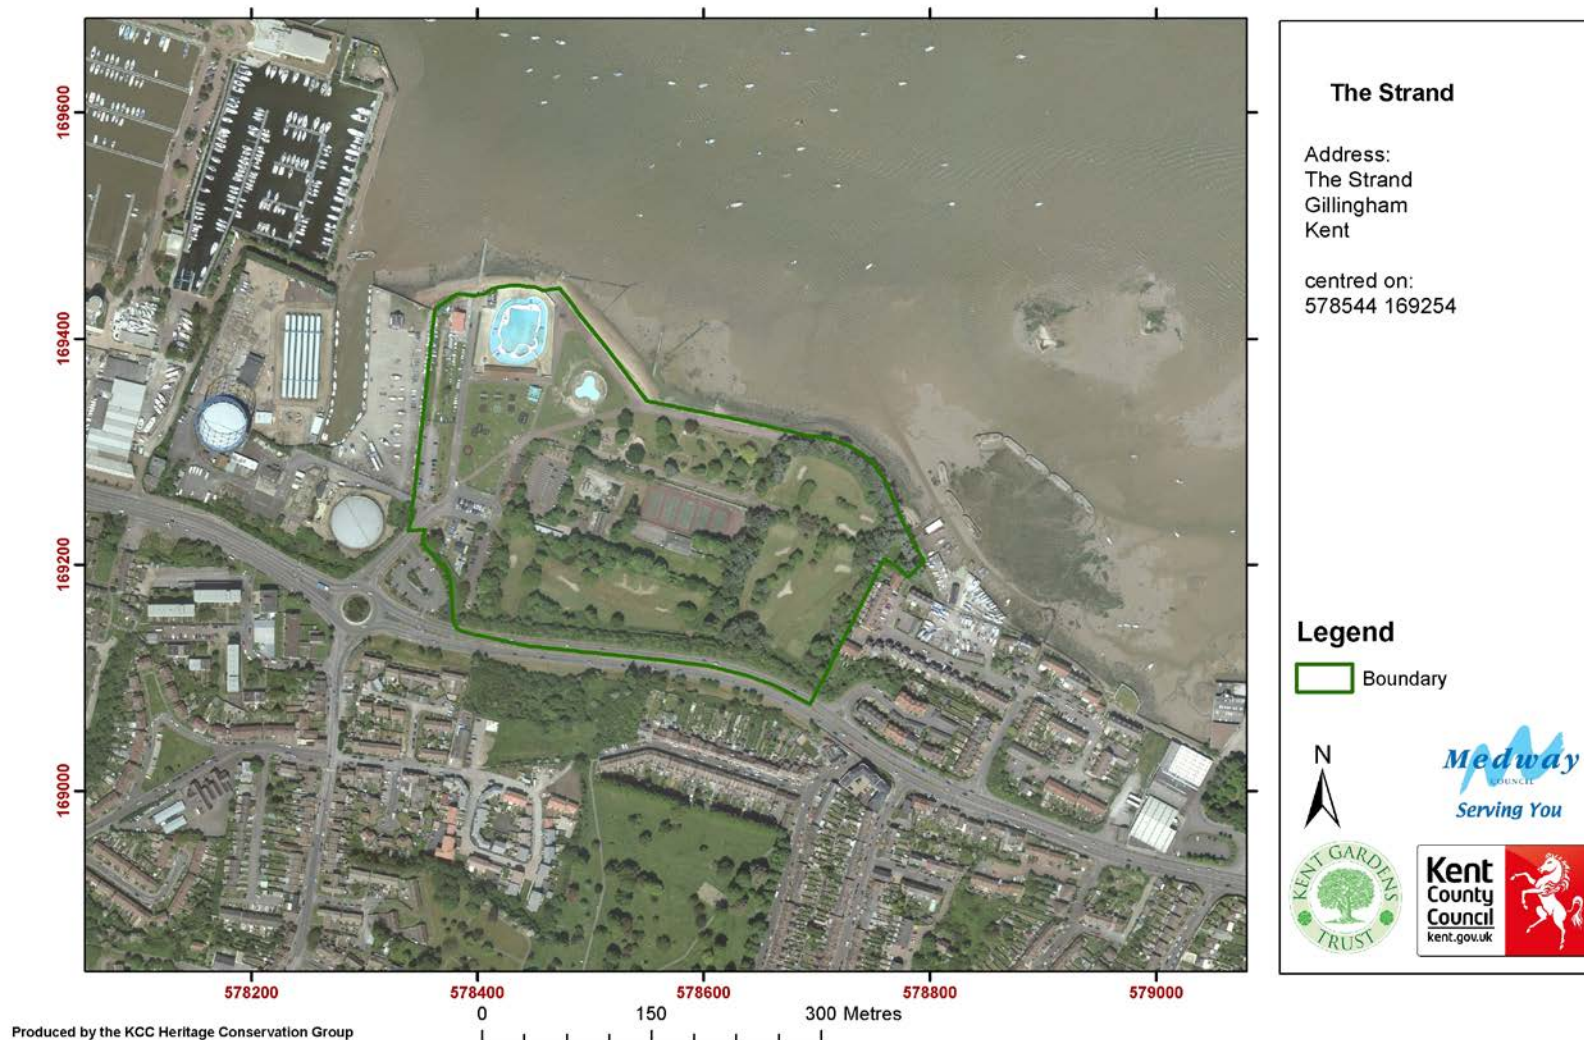 The Strand
Address:
The Strand
Gillingham
Kent
centred on:
578544 169254
Legend
Boundary
N
Medway
COUNCIL
Serving You
KENT GARDENS TRUST
Kent
County
Council
kent.gov.uk
169600
169400
169200
169000
578200
578400
578600
578800
579000
0
150
300 Metres
Produced by the KCC Heritage Conservation Group